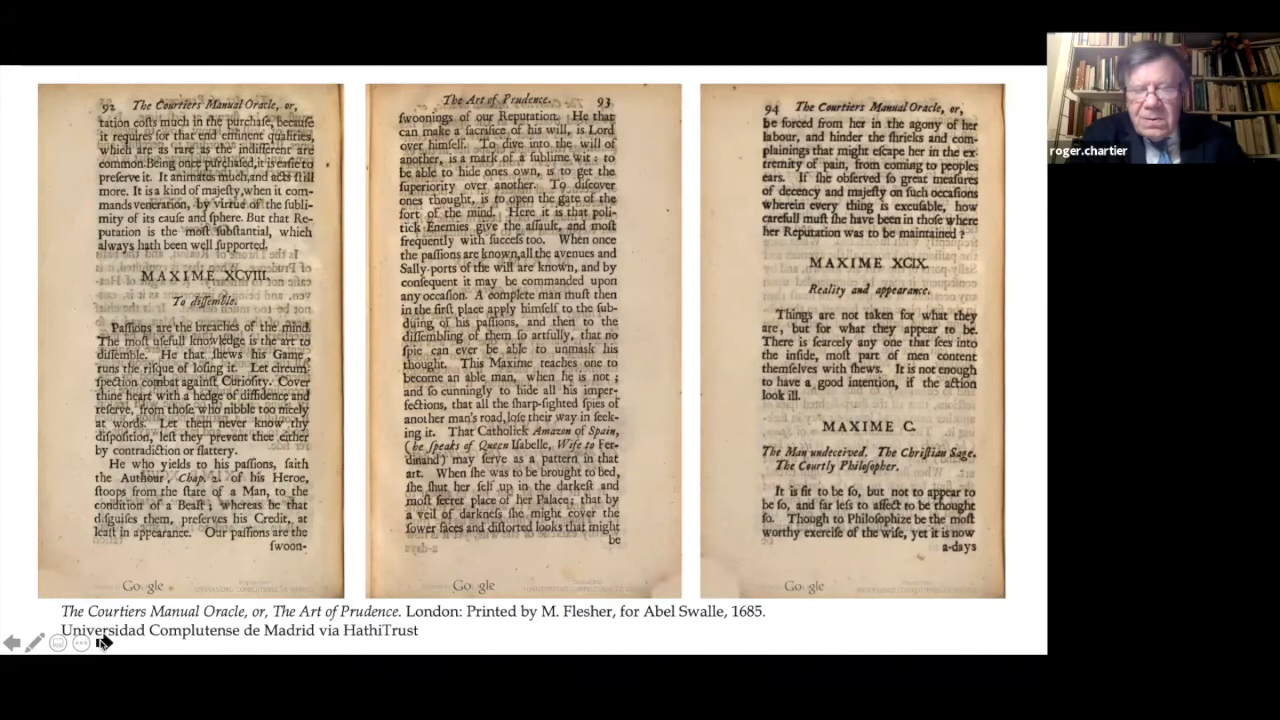 92 The Courtiers Manual Oracle, or,
tation costs much in the purchase, because
it requires for that end eminent qualities,
which are as rare as the indifferent are
common. Being once purchased, it is easie to
preserve it. It animates much, and acts still
more. It is a kind of majesty, when it com-
mands veneration, by virtue of the subli-
mity of its cause and sphere. But that Re-
putation is the most substantial, which
always hath been well supported.
MAXIME XCVIII.
To dissemble.
Passions are the breaches of the mind.
The most usefull knowledge is the art to
dissemble. He that shews his Game,
runs the risque of losing it. Let circum-
spection combat against Curiosity. Cover
thine heart with a hedge of diffidence and
reserve, from those who nibble too nicely
at words. Let them never know thy
disposition, lest they prevent thee either
by contradiction or flattery.
He who yields to his passions, saith
the Authour, Chap. 2. of his Heroe,
stoops from the state of a Man, to the
condition of a Beast; whereas he that
disguises them, preserves his Credit, at
least in appearance. Our passions are the
swoon-
The Art of Prudence. 93
swoonings of our Reputation. He that
can make a sacrifice of his will, is Lord
over himself. To dive into the will of
another, is a mark of a sublime wit: to
be able to hide ones own, is to get the
superiority over another. To discover
ones thought, is to open the gate of the
fort of the mind. Here it is that poli-
tick Enemies give the assault, and most
frequently with success too. When once
the passions are known, all the avenues and
Sally-ports of the will are known, and by
consequent it may be commanded upon
any occasion. A complete man must then
in the first place apply himself to the sub-
duing of his passions, and then to the
dissembling of them so artfully, that no
spie can ever be able to unmask his
thought. This Maxime teaches one to
become an able man, when he is not;
and so cunningly to hide all his imper-
fections, that all the sharp-sighted spies of
another man's road, lose their way in seek-
ing it. That Catholick Amazon of Spain,
(he speaks of Queen Isabelle, Wife to Fer-
dinand) may serve as a pattern in that
art. When she was to be brought to bed,
she shut her self up in the darkest and
most secret place of her Palace; that by
a veil of darkness she might cover the
sower faces and distorted looks that might
be
94 The Courtiers Manual Oracle, or,
be forced from her in the agony of her
labour, and hinder the shrieks and com-
plainings that might escape her in the ex-
tremity of pain, from coming to peoples
ears. If she observed so great measures
of decency and majesty on such occasions
wherein every thing is excusable, how
carefull must she have been in those where
her Reputation was to be maintained?
MAXIME XCIX.
Reality and appearance.
Things are not taken for what they
are, but for what they appear to be.
There is scarcely any one that sees into
the inside, most part of men content
themselves with shews. It is not enough
to have a good intention, if the action
look ill.
MAXIME C.
The Man undeceived. The Christian Sage.
The Courtly Philosopher.
It is fit to be so, but not to appear to
be so, and far less to affect to be thought
so. Though to Philosophize be the most
worthy exercise of the wise, yet it is now
a-days
Google
Google
Google
The Courtiers Manual Oracle, or, The Art of Prudence. London: Printed by M. Flesher, for Abel Swalle, 1685.
Universidad Complutense de Madrid via HathiTrust
roger.chartier